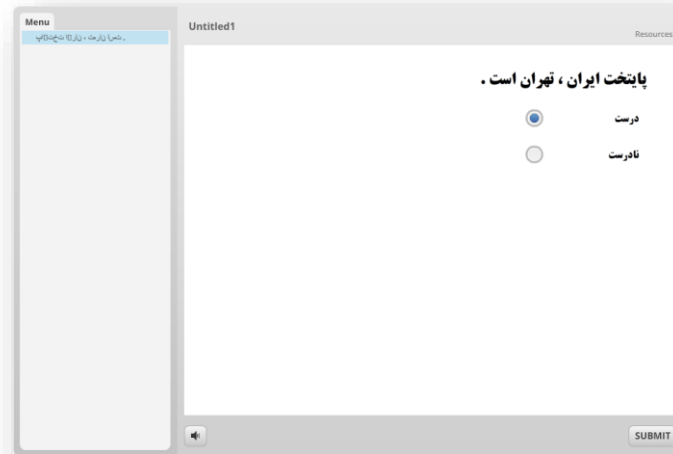 Menu
Untitled1
Resources
پایتخت ایران ، تهران است .
درست
نادرست
SUBMIT